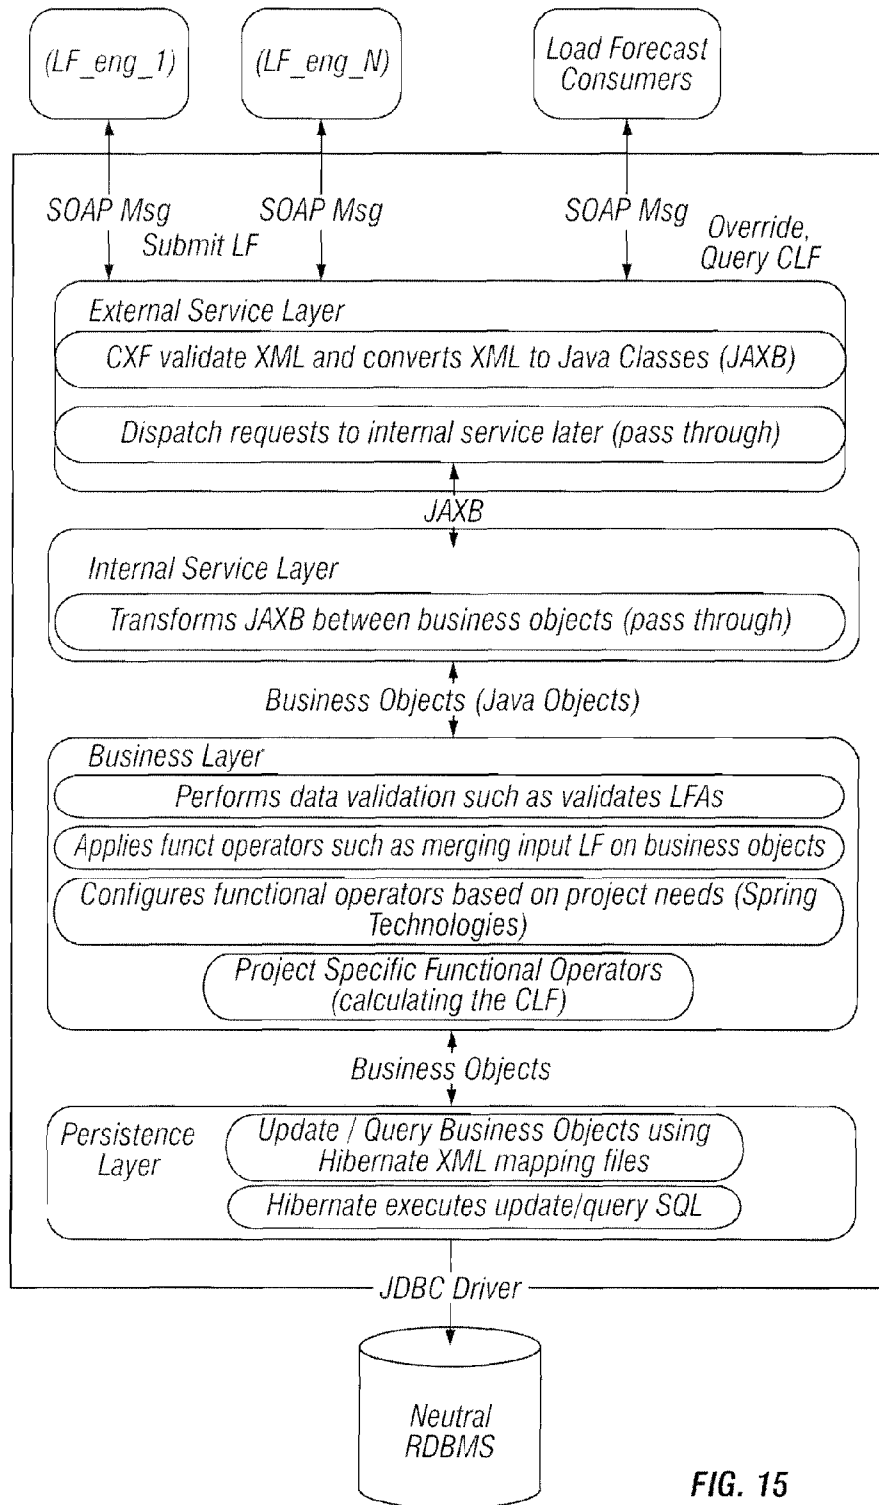 (LF_eng_1)
(LF_eng_N)
Load Forecast
Consumers
SOAP Msg
SOAP Msg
SOAP Msg
Submit LF
Override,
Query CLF
External Service Layer
CXF validate XML and converts XML to Java Classes (JAXB)
Dispatch requests to internal service later (pass through)
JAXB
Internal Service Layer
Transforms JAXB between business objects (pass through)
Business Objects (Java Objects)
Business Layer
Performs data validation such as validates LFAs
Applies funct operators such as merging input LF on business objects
Configures functional operators based on project needs (Spring
Technologies)
Project Specific Functional Operators
(calculating the CLF)
Business Objects
Persistence
Layer
Update / Query Business Objects using
Hibernate XML mapping files
Hibernate executes update/query SQL
JDBC Driver
Neutral
RDBMS
FIG. 15